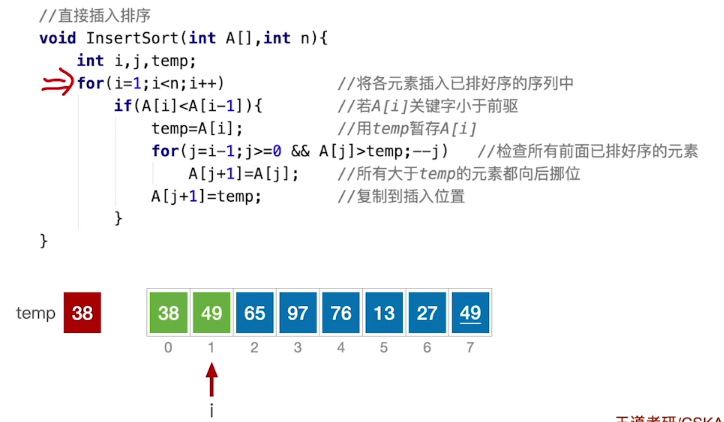 //直接插入排序
void InsertSort(int A[],int n){
int i,j,temp;
for(i=1;i<n;i++) //将各元素插入已排好序的序列中
if(A[i]<A[i-1]){ //若A[i]关键字小于前驱
temp=A[i]; //用temp暂存A[i]
for(j=i-1;j>=0 && A[j]>temp;--j) //检查所有前面已排好序的元素
A[j+1]=A[j]; //所有大于temp的元素都向后挪位
A[j+1]=temp; //复制到插入位置
}
}
temp 38 38 49 65 97 76 13 27 49
0 1 2 3 4 5 6 7
i